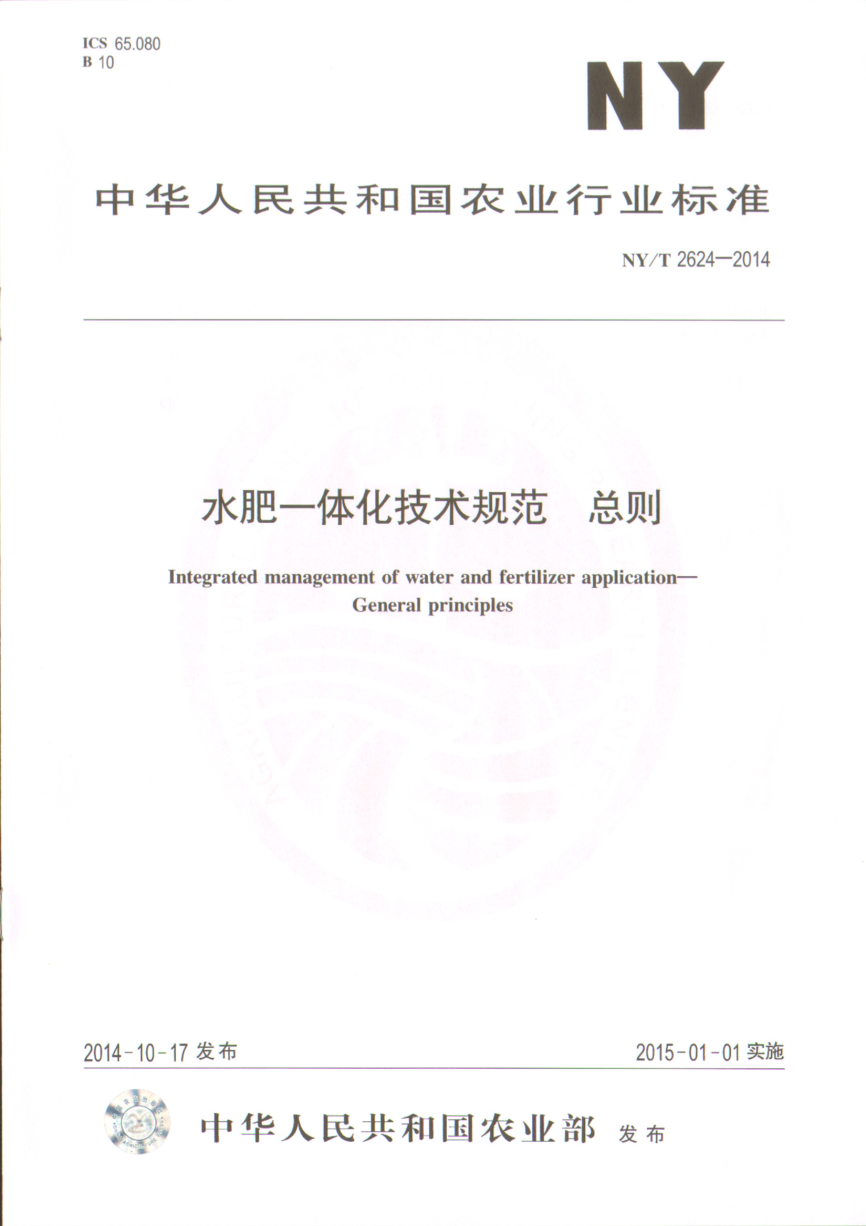 ICS 65.080
B 10
NY
中华人民共和国农业行业标准
NY/T 2624—2014
水肥一体化技术规范 总则
Integrated management of water and fertilizer application—
General principles
2014-10-17 发布
2015-01-01 实施
中华人民共和国农业部 发布